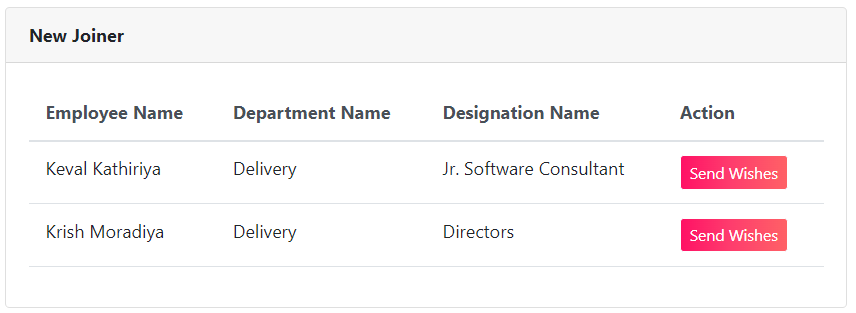 New Joiner
Employee Name Department Name Designation Name Action
Keval Kathiriya Delivery Jr. Software Consultant Send Wishes
Krish Moradiya Delivery Directors Send Wishes